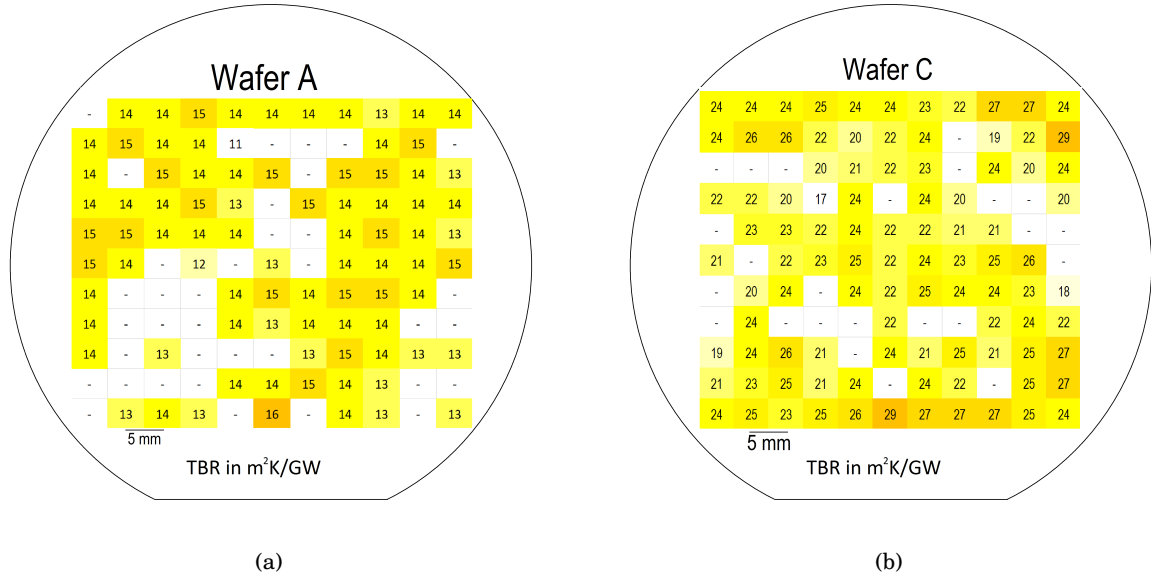 Wafer A
- 14 14 15 14 14 14 14 13 14 14
14 15 14 14 11 - - - 14 15 -
14 - 15 14 14 15 - 15 15 14 13
14 14 14 15 13 - 15 14 14 14 14
15 15 14 14 14 - - 14 15 14 13
15 14 - 12 - 13 - 14 14 14 15
14 - - - 14 15 14 15 15 14 -
14 - - - 14 13 14 14 14 - -
14 - 13 - - - 13 15 14 13 13
- - - - 14 14 15 14 13 - -
- 13 14 13 - 16 - 14 13 - 13
5 mm
TBR in m²K/GW
(a)
Wafer C
24 24 24 25 24 24 23 22 27 27 24
24 26 26 22 20 22 24 - 19 22 29
- - - 20 21 22 23 - 24 20 24
22 22 20 17 24 - 24 20 - - 20
- 23 23 22 24 22 22 21 21 - -
21 - 22 23 25 22 24 23 25 26 -
- 20 24 - 24 22 25 24 24 23 18
- 24 - - - 22 - - 22 24 22
19 24 26 21 - 24 21 25 21 25 27
21 23 25 21 24 - 24 22 - 25 27
24 25 23 25 26 29 27 27 27 25 24
5 mm
TBR in m²K/GW
(b)